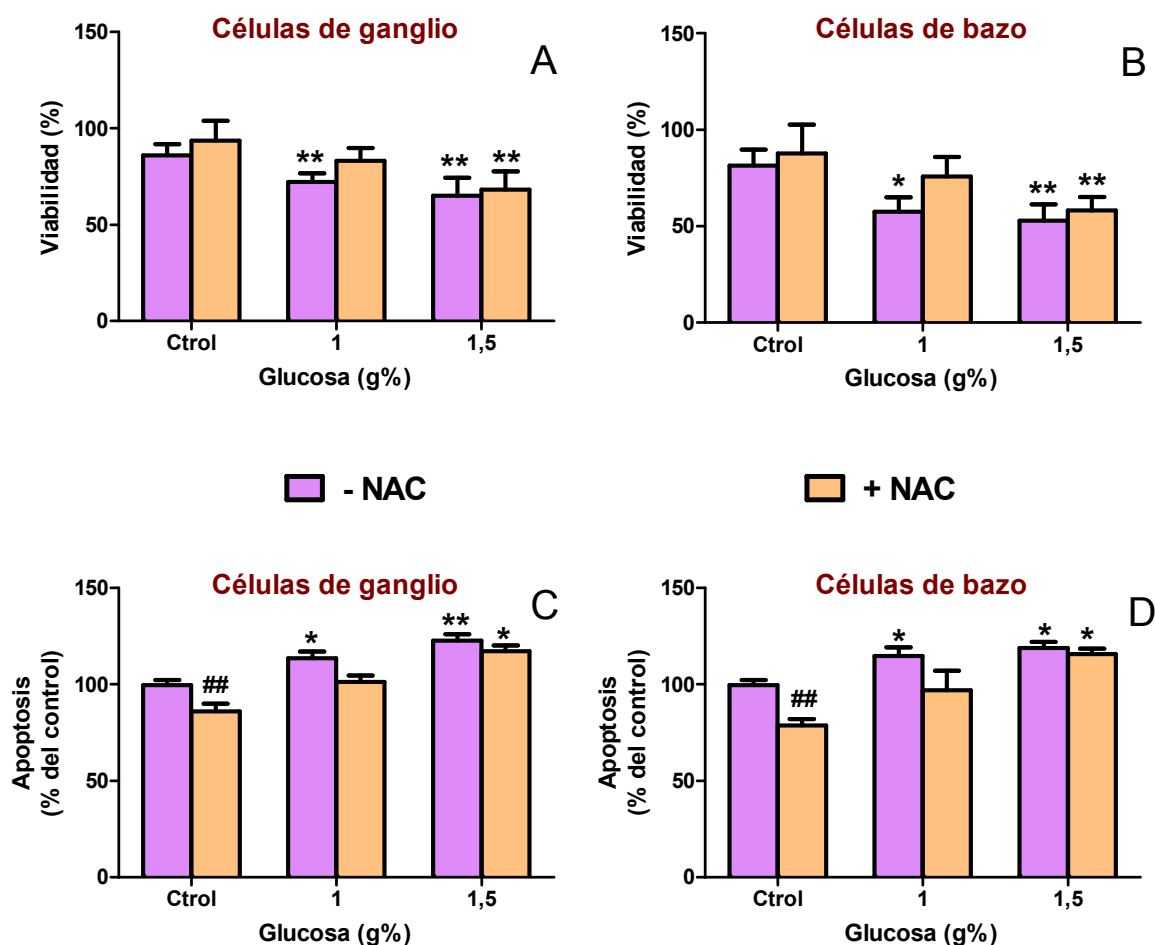 Células de ganglio
A
150
100
50
0
Viabilidad (%)
**
**
**
Ctrol
1
1,5
Glucosa (g%)
Células de bazo
B
150
100
50
0
Viabilidad (%)
*
**
**
Ctrol
1
1,5
Glucosa (g%)
- NAC
+ NAC
Células de ganglio
C
150
100
50
0
Apoptosis
(% del control)
##
*
**
*
Ctrol
1
1,5
Glucosa (g%)
Células de bazo
D
150
100
50
0
Apoptosis
(% del control)
##
*
*
*
Ctrol
1
1,5
Glucosa (g%)